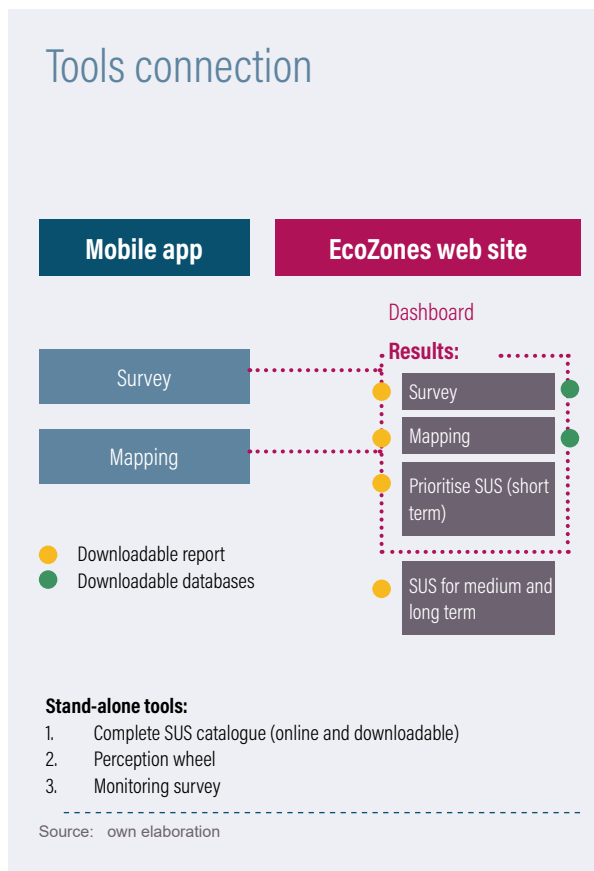 Tools connection
Mobile app
EcoZones web site
Dashboard
Results:
Survey
Survey
Mapping
Mapping
Prioritise SUS (short
term)
Downloadable report
Downloadable databases
SUS for medium and
long term
Stand-alone tools:
1. Complete SUS catalogue (online and downloadable)
2. Perception wheel
3. Monitoring survey
Source: own elaboration